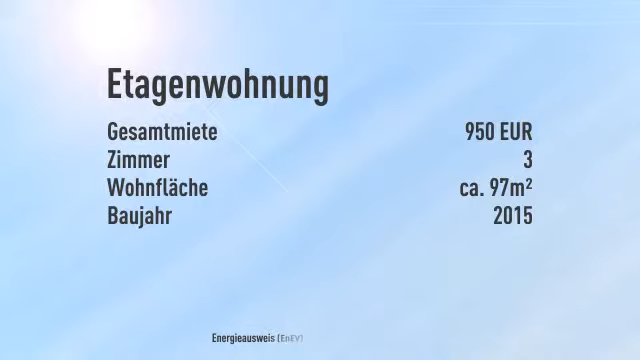 Etagenwohnung
Gesamtmiete 950 EUR
Zimmer 3
Wohnfläche ca. 97m²
Baujahr 2015
Energieausweis (EnEV)